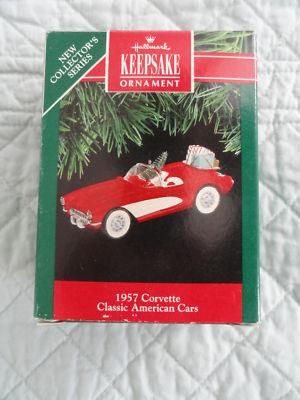 NEW
COLLECTOR'S
SERIES
Hallmark
KEEPSAKE
ORNAMENT
1957 Corvette
Classic American Cars